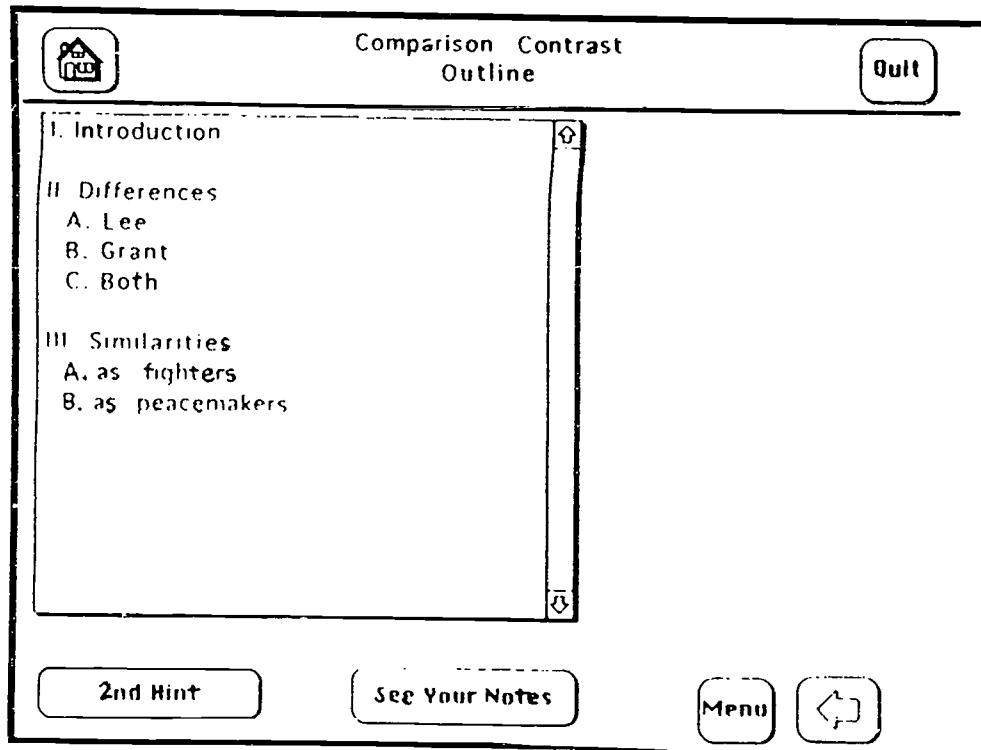 Comparison Contrast
Outline
Quit
I. Introduction
II Differences
A. Lee
B. Grant
C. Both
III Similarities
A. as fighters
B. as peacemakers
2nd Hint
See Your Notes
Menu